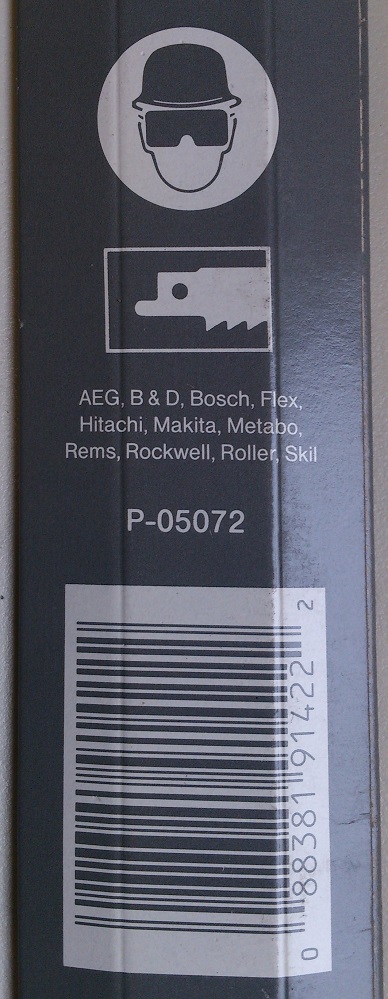 AEG, B & D, Bosch, Flex,
Hitachi, Makita, Metabo,
Rems, Rockwell, Roller, Skil
P-05072
0 88381 91422 2